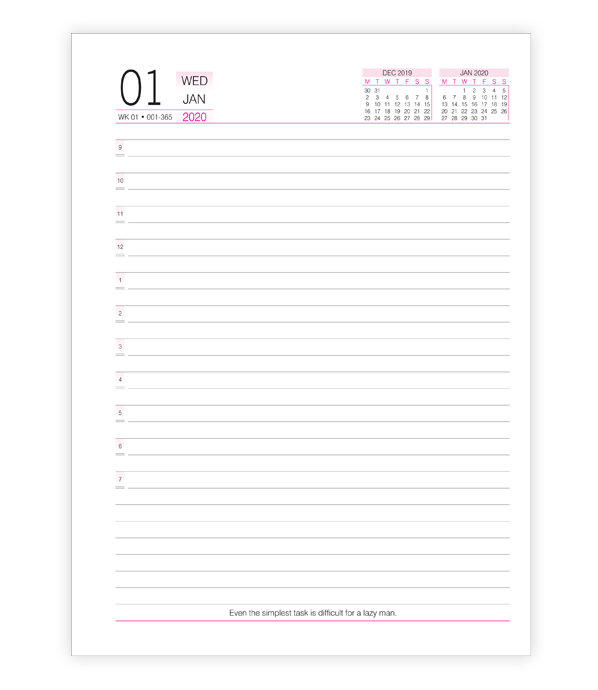 01
WED
JAN
2020
WK 01 • 001-365
DEC 2019
M T W T F S S
30 31 1
2 3 4 5 6 7 8
9 10 11 12 13 14 15
16 17 18 19 20 21 22
23 24 25 26 27 28 29
JAN 2020
M T W T F S S
1 2 3 4 5
6 7 8 9 10 11 12
13 14 15 16 17 18 19
20 21 22 23 24 25 26
27 28 29 30 31
9
10
11
12
1
2
3
4
5
6
7
Even the simplest task is difficult for a lazy man.